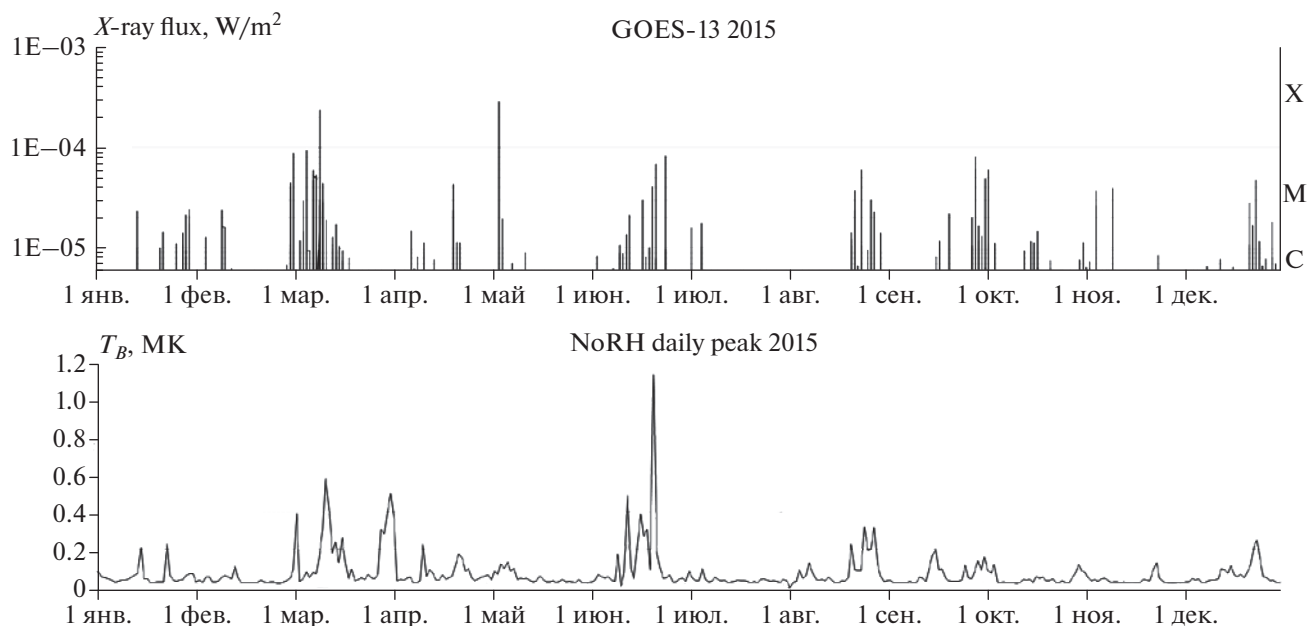 X-ray flux, W/m²
GOES-13 2015
1E–03
X
1E–04
M
1E–05
C
1 янв. 1 фев. 1 мар. 1 апр. 1 май 1 июн. 1 июл. 1 авг. 1 сен. 1 окт. 1 ноя. 1 дек.
T_B, MK
NoRH daily peak 2015
1.2
1.0
0.8
0.6
0.4
0.2
0
1 янв. 1 фев. 1 мар. 1 апр. 1 май 1 июн. 1 июл. 1 авг. 1 сен. 1 окт. 1 ноя. 1 дек.